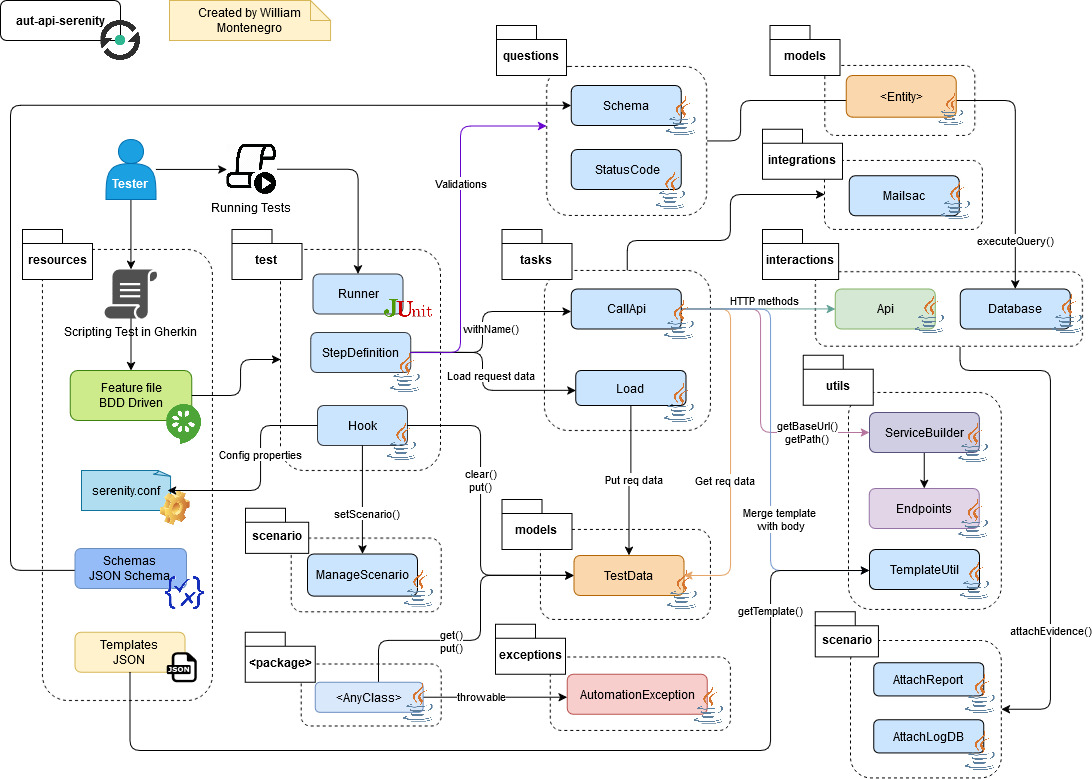 aut-api-serenity
Created by William
Montenegro
questions
Schema
StatusCode
models
<Entity>
integrations
Mailsac
executeQuery()
Tester
Running Tests
Validations
resources
Scripting Test in Gherkin
Feature file
BDD Driven
serenity.conf
Schemas
JSON Schema
{✓x}
Templates
JSON
JSON
test
Runner
JUnit
StepDefinition
Hook
Config properties
withName()
Load request data
clear()
put()
setScenario()
tasks
CallApi
Load
HTTP methods
interactions
Api
Database
utils
getBaseUrl()
getPath()
ServiceBuilder
Endpoints
TemplateUtil
Put req data
Get req data
Merge template
with body
scenario
ManageScenario
models
TestData
getTemplate()
attachEvidence()
<package>
<AnyClass>
get()
put()
throwable
exceptions
AutomationException
scenario
AttachReport
AttachLogDB